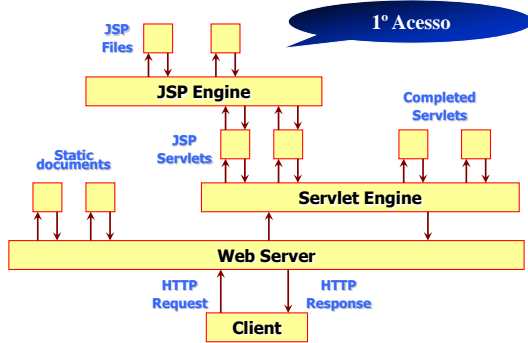 1º Acesso
JSP
Files
JSP Engine
Completed
Servlets
JSP
Servlets
Static
documents
Servlet Engine
Web Server
HTTP
Request
HTTP
Response
Client